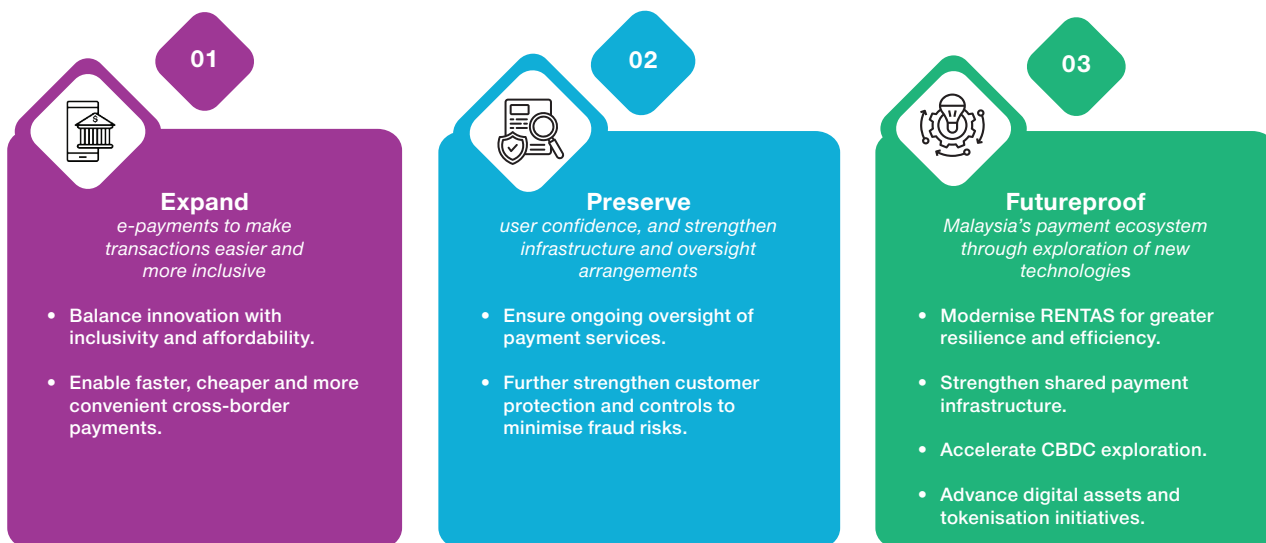 01
Expand
e-payments to make
transactions easier and
more inclusive
• Balance innovation with
inclusivity and affordability.
• Enable faster, cheaper and more
convenient cross-border
payments.
02
Preserve
user confidence, and strengthen
infrastructure and oversight
arrangements
• Ensure ongoing oversight of
payment services.
• Further strengthen customer
protection and controls to
minimise fraud risks.
03
Futureproof
Malaysia's payment ecosystem
through exploration of new
technologies
• Modernise RENTAS for greater
resilience and efficiency.
• Strengthen shared payment
infrastructure.
• Accelerate CBDC exploration.
• Advance digital assets and
tokenisation initiatives.